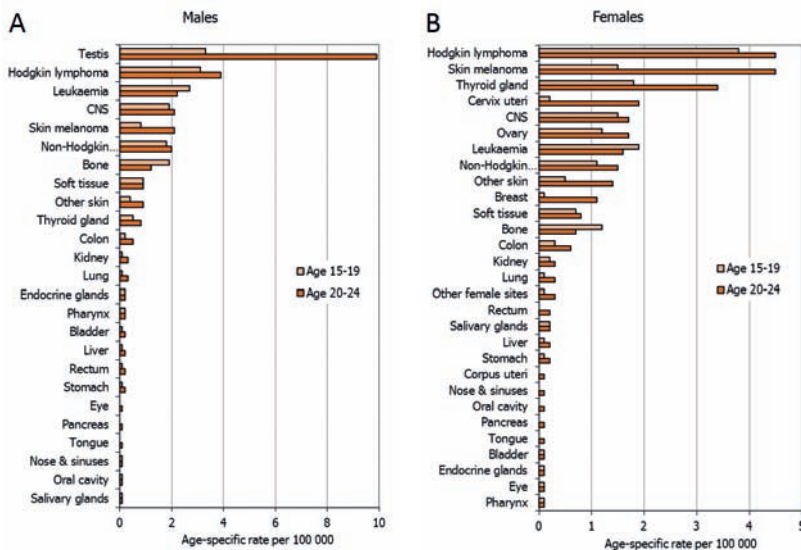 A
Males
Testis
Hodgkin lymphoma
Leukaemia
CNS
Skin melanoma
Non-Hodgkin...
Bone
Soft tissue
Other skin
Thyroid gland
Colon
Kidney
Lung
Endocrine glands
Pharynx
Bladder
Liver
Rectum
Stomach
Eye
Pancreas
Tongue
Nose & sinuses
Oral cavity
Salivary glands
Age 15-19
Age 20-24
0 2 4 6 8 10
Age-specific rate per 100 000
B
Females
Hodgkin lymphoma
Skin melanoma
Thyroid gland
Cervix uteri
CNS
Ovary
Leukaemia
Non-Hodgkin...
Other skin
Breast
Soft tissue
Bone
Colon
Kidney
Lung
Other female sites
Rectum
Salivary glands
Liver
Stomach
Corpus uteri
Nose & sinuses
Oral cavity
Pancreas
Tongue
Bladder
Endocrine glands
Eye
Pharynx
Age 15-19
Age 20-24
0 1 2 3 4 5
Age-specific rate per 100 000